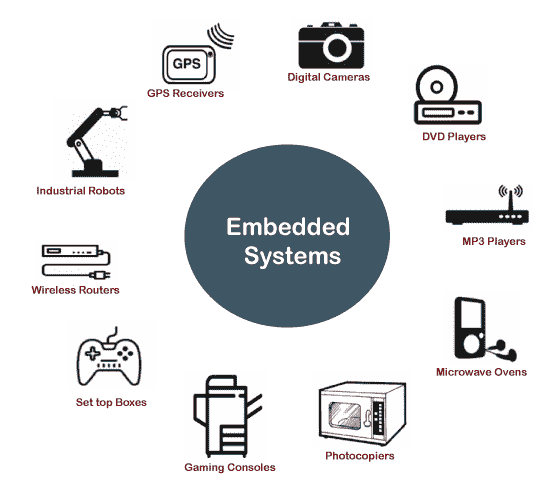 GPS
GPS Receivers
Digital Cameras
DVD Players
Industrial Robots
Embedded
Systems
MP3 Players
Wireless Routers
Microwave Ovens
Set top Boxes
Photocopiers
Gaming Consoles